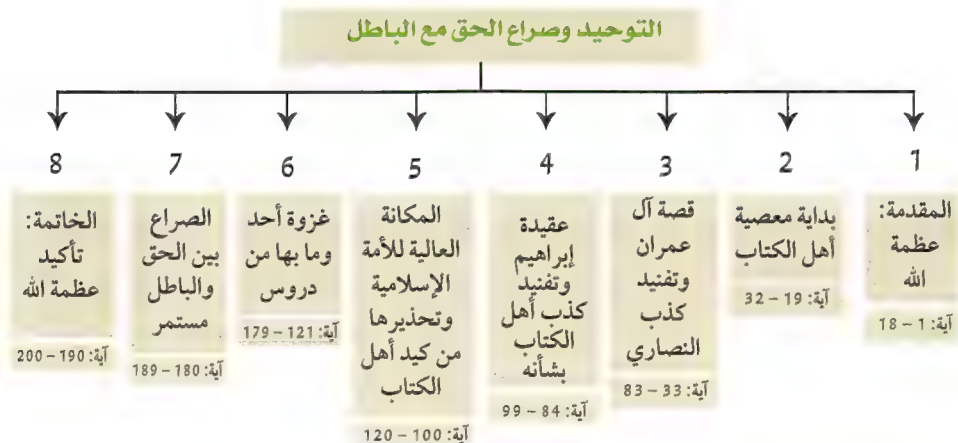 التوحيد وصراع الحق مع الباطل
1
المقدمة:
عظمة
الله
آية: 1 – 18
2
بداية معصية
أهل الكتاب
آية: 19 – 32
3
قصة آل
عمران
وتفنيد
كذب
النصاري
آية: 33 – 83
4
عقيدة
إبراهيم
وتفنيد
كذب أهل
الكتاب
بشأنه
آية: 84 – 99
5
المكانة
العالية للأمة
الإسلامية
وتحذيرها
من كيد أهل
الكتاب
آية: 100 – 120
6
غزوة أحد
وما بها من
دروس
آية: 121 – 179
7
الصراع
بين الحق
والباطل
مستمر
آية: 180 – 189
8
الخاتمة:
تأكيد
عظمة الله
آية: 190 – 200